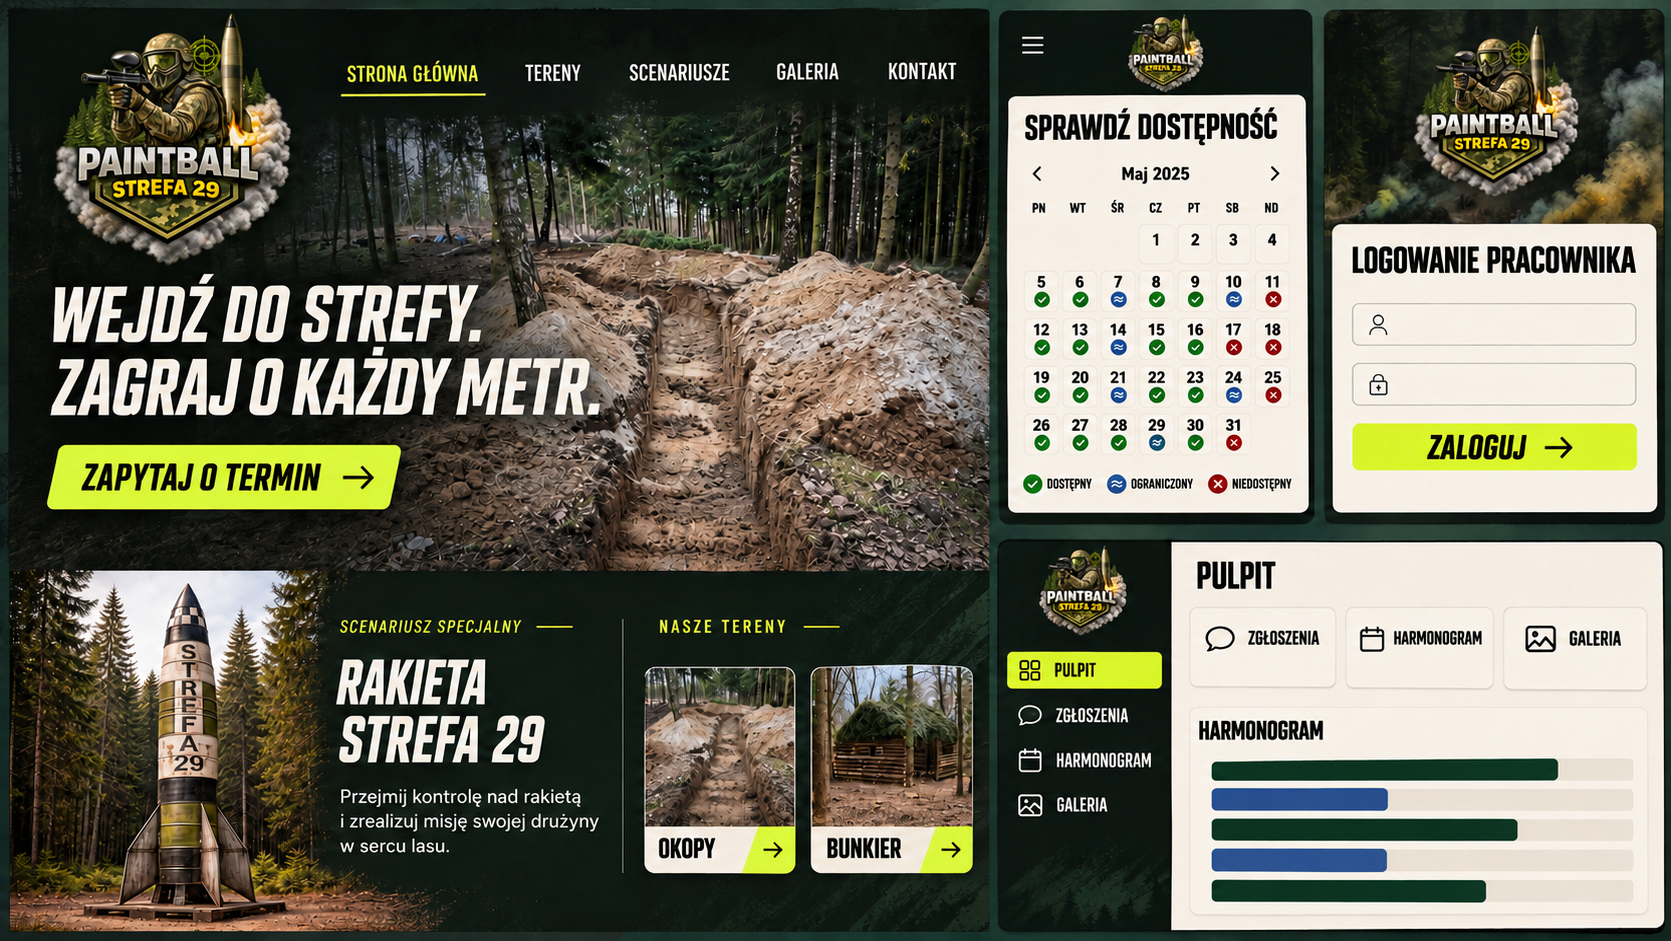 PAINTBALL
STREFA 29
STRONA GŁÓWNA
TERENY
SCENARIUSZE
GALERIA
KONTAKT
WEJDŹ DO STREFY.
ZAGRAJ O KAŻDY METR.
ZAPYTAJ O TERMIN
STREFA
29
SCENARIUSZ SPECJALNY
RAKIETA
STREFA 29
Przejmij kontrolę nad rakietą
i zrealizuj misję swojej drużyny
w sercu lasu.
NASZE TERENY
OKOPY
BUNKIER
PAINTBALL
STREFA 29
SPRAWDŹ DOSTĘPNOŚĆ
Maj 2025
PN WT ŚR CZ PT SB ND
1 2 3 4
5 6 7 8 9 10 11
12 13 14 15 16 17 18
19 20 21 22 23 24 25
26 27 28 29 30 31
DOSTĘPNY OGRANICZONY NIEDOSTĘPNY
PAINTBALL
STREFA 29
LOGOWANIE PRACOWNIKA
ZALOGUJ
PAINTBALL
STREFA 29
PULPIT
ZGŁOSZENIA
HARMONOGRAM
GALERIA
PULPIT
ZGŁOSZENIA
HARMONOGRAM
GALERIA
HARMONOGRAM